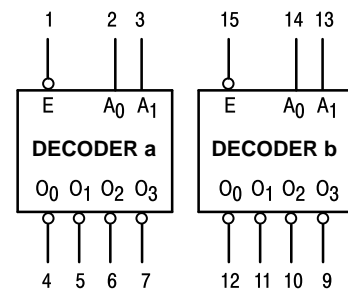 1 2 3 15 14 13
E A0 A1 E A0 A1
DECODER a DECODER b
O0 O1 O2 O3 O0 O1 O2 O3
4 5 6 7 12 11 10 9